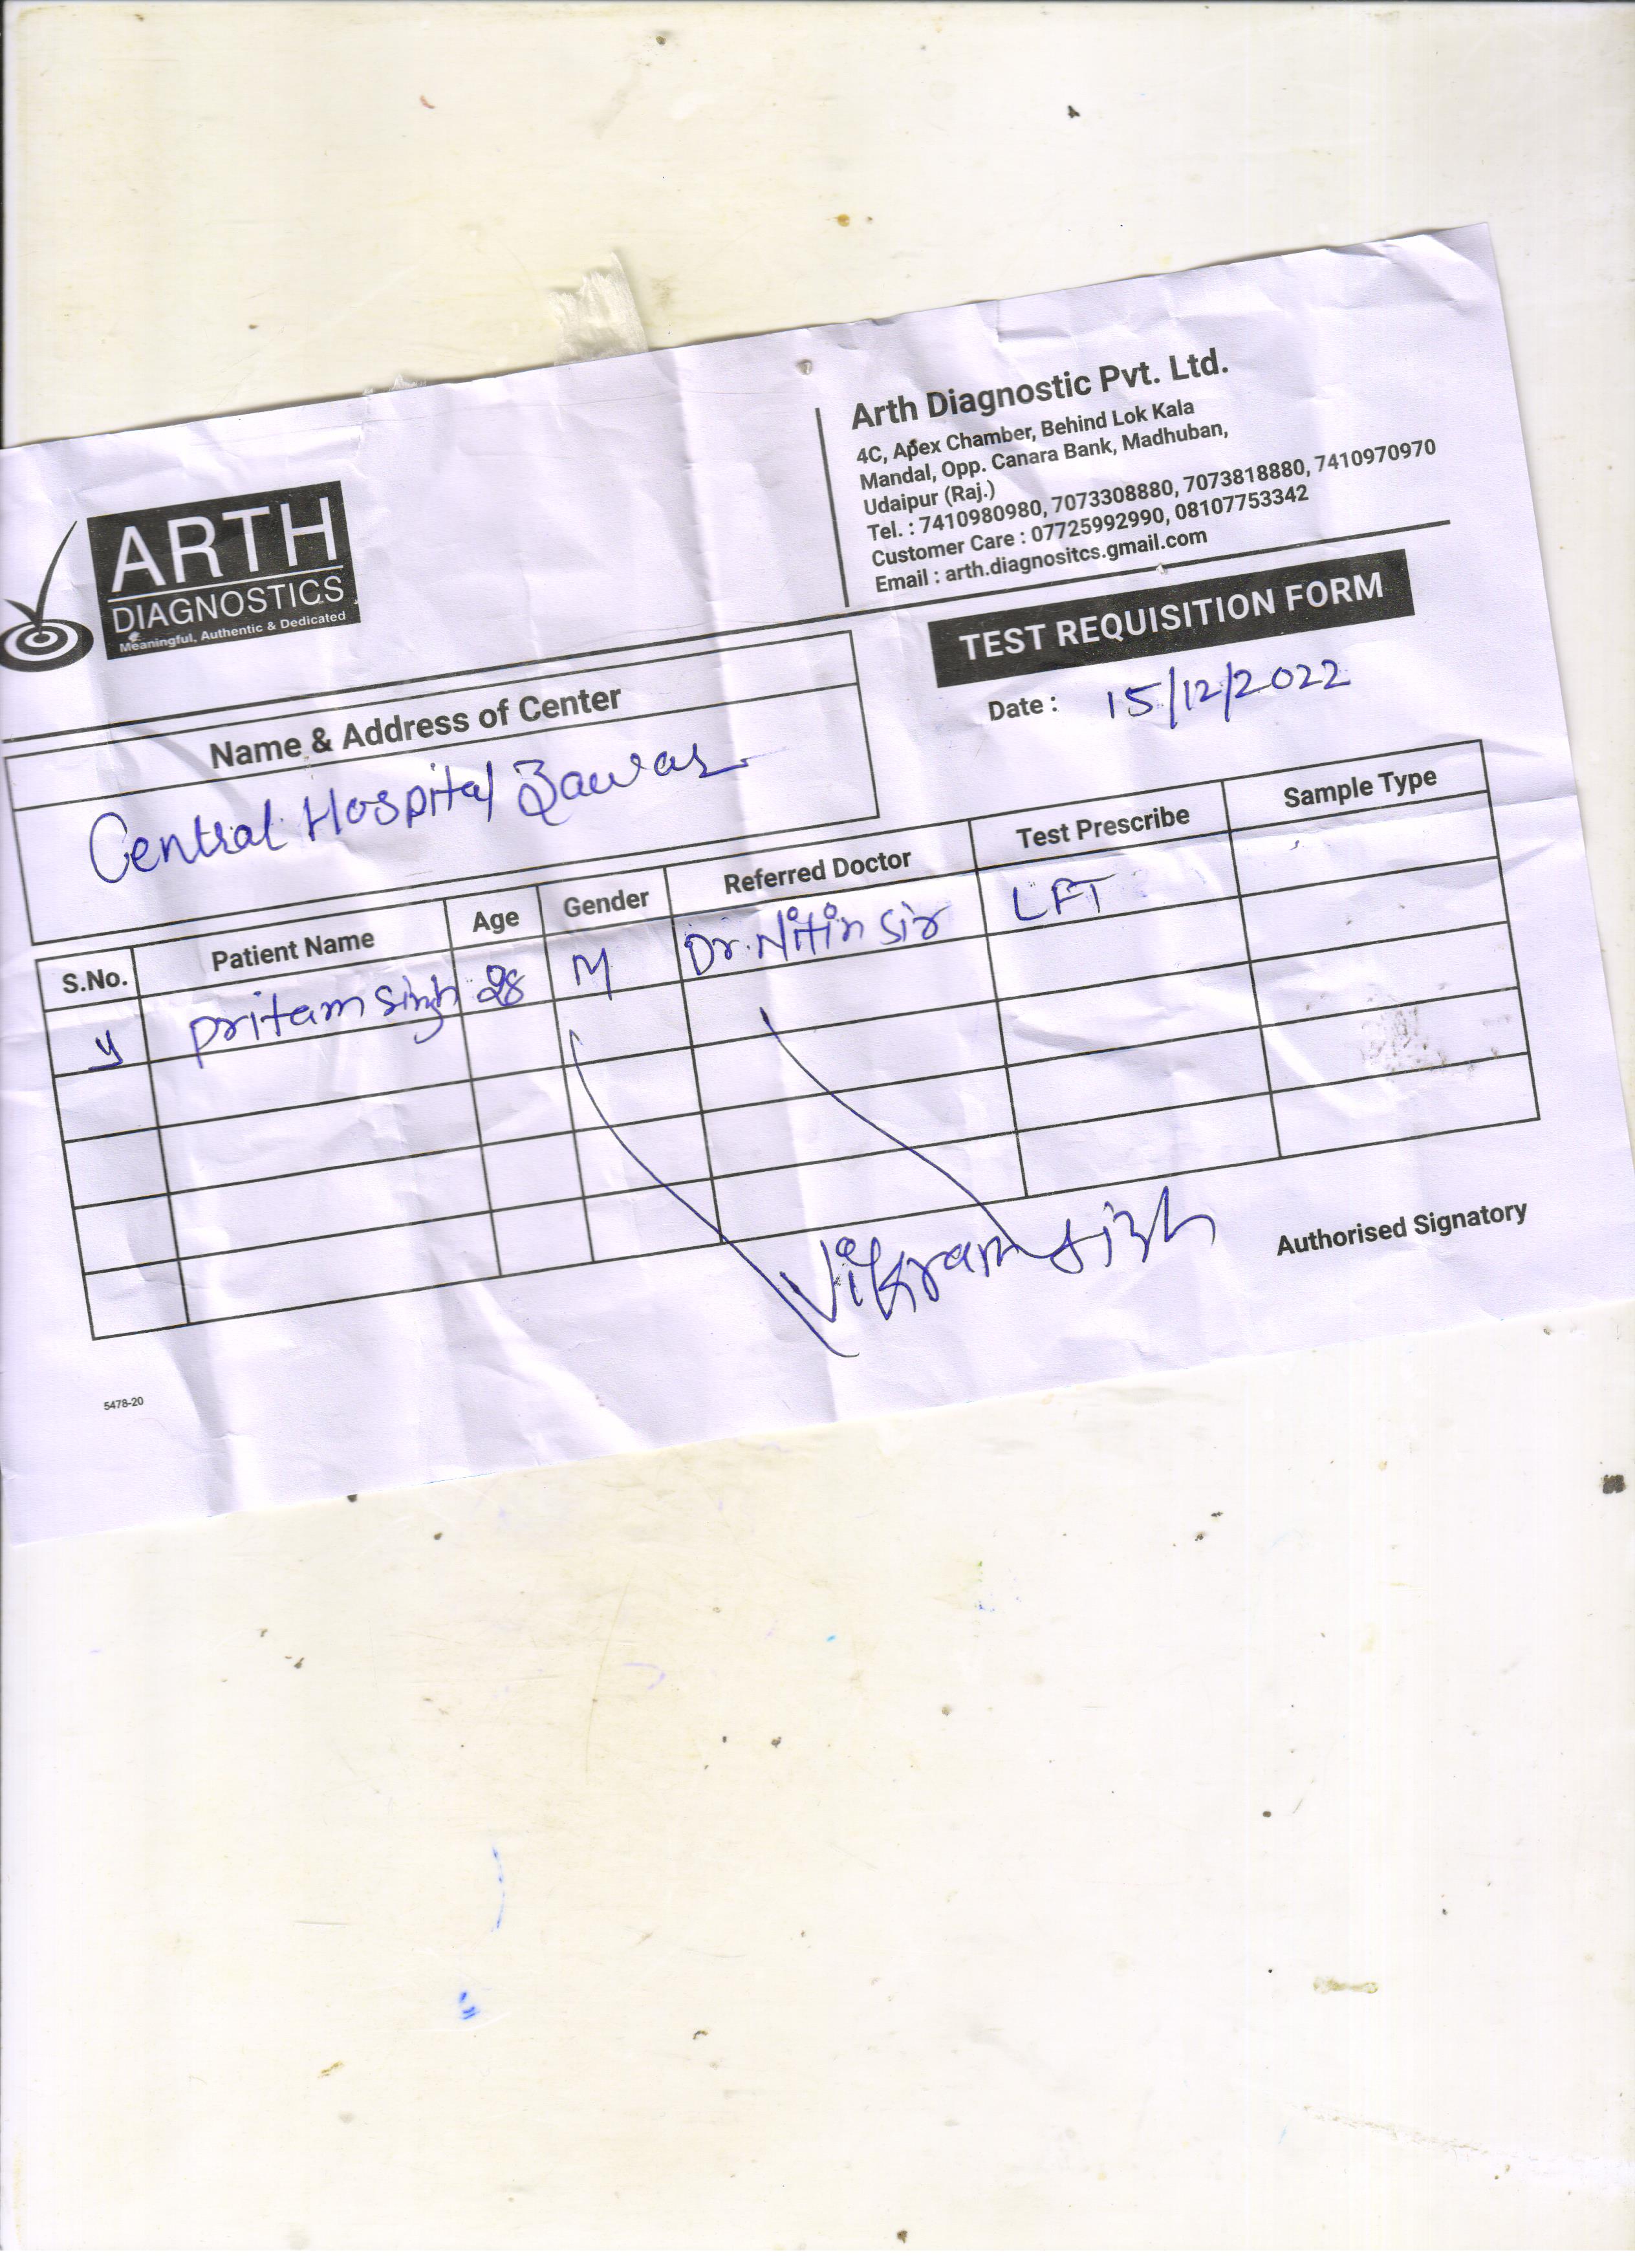 ARTH
DIAGNOSTICS
Meaningful, Authentic & Dedicated
Arth Diagnostic Pvt. Ltd.
4C, Apex Chamber, Behind Lok Kala
Mandal, Opp. Canara Bank, Madhuban,
Udaipur (Raj.)
Tel. : 7410980980, 7073308880, 7073818880, 7410970970
Customer Care : 07725992990, 08107753342
Email : arth.diagnositcs.gmail.com
TEST REQUISITION FORM
Date : 15/12/2022
Name & Address of Center
Central Hospital Zawar
S.No. Patient Name Age Gender Referred Doctor Test Prescribe Sample Type
pritam singh 28 M Dr. Nitin sir LFT
Vikram
Authorised Signatory
5478-20